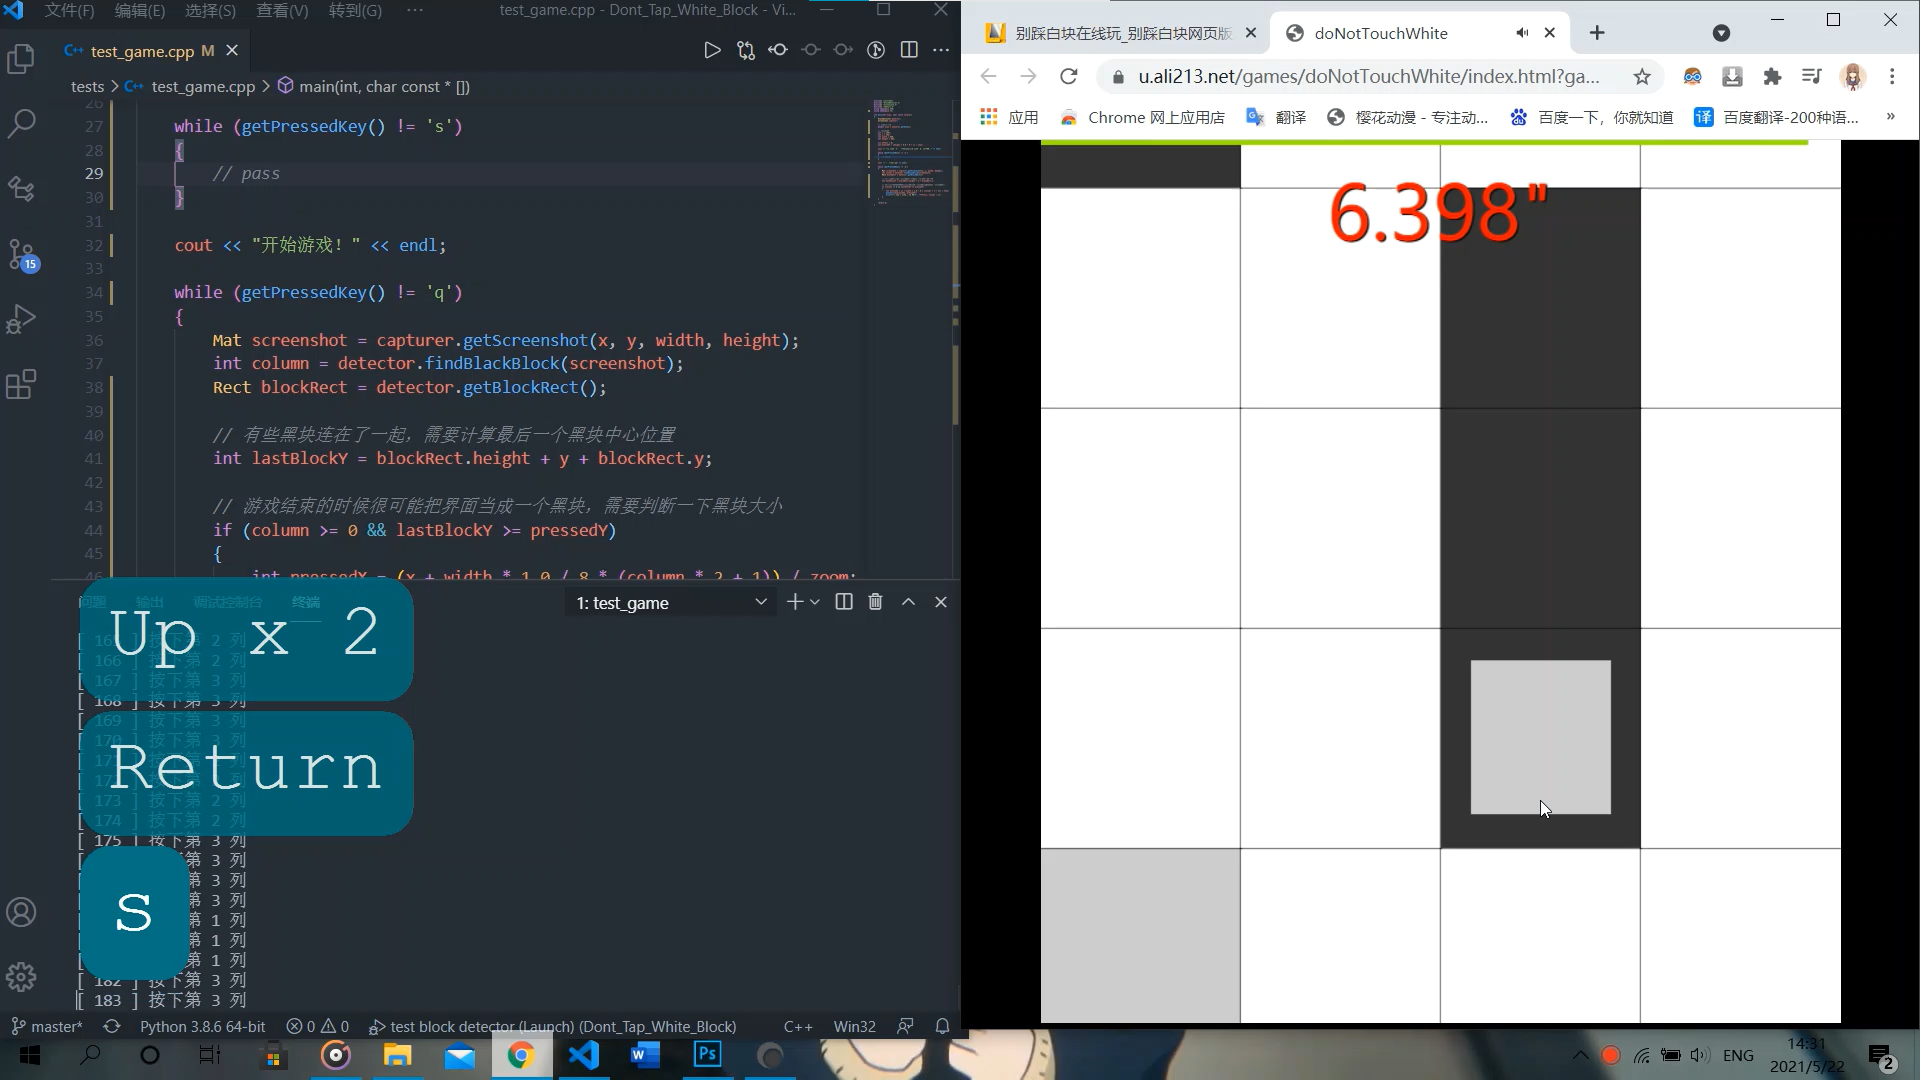 文件(F) 编辑(E) 选择(S) 查看(V) 转到(G) ··· test_game.cpp - Dont_Tap_White_Block - Vi...
test_game.cpp M
tests > test_game.cpp > main(int, char const * [])
26
27 while (getPressedKey() != 's')
28 {
29 // pass
30 }
31
32 cout << "开始游戏！" << endl;
33
34 while (getPressedKey() != 'q')
35 {
36 Mat screenshot = capturer.getScreenshot(x, y, width, height);
37 int column = detector.findBlackBlock(screenshot);
38 Rect blockRect = detector.getBlockRect();
39
40 // 有些黑块连在了一起，需要计算最后一个黑块中心位置
41 int lastBlockY = blockRect.height + y + blockRect.y;
42
43 // 游戏结束的时候很可能把界面当成一个黑块，需要判断一下黑块大小
44 if (column >= 0 && lastBlockY >= pressedY)
45 {
46 int pressedX = (x + width * 1.0 / 8 * (column * 2 + 1)) / zoom;
问题 输出 调试控制台 终端 1: test_game
[ 165 ] 按下第 2 列
[ 166 ] 按下第 2 列
[ 167 ] 按下第 3 列
[ 168 ] 按下第 3 列
[ 169 ] 按下第 3 列
[ 170 ] 按下第 3 列
第 3 列
第 3 列
[ 173 ] 按下第 2 列
[ 174 ] 按下第 2 列
[ 175 ] 按下第 3 列
第 3 列
第 3 列
第 3 列
第 1 列
第 1 列
第 1 列
[ 182 ] 按下第 3 列
[ 183 ] 按下第 3 列
Up x 2
Return
s
15
master* Python 3.8.6 64-bit 0 0 test block detector (Launch) (Dont_Tap_White_Block) C++ Win32
别踩白块在线玩_别踩白块网页版
doNotTouchWhite
u.ali213.net/games/doNotTouchWhite/index.html?ga...
应用 Chrome 网上应用店 翻译 樱花动漫 - 专注动... 百度一下，你就知道 译 百度翻译-200种语... »
6.398"
W
Ps
ENG
14:31
2021/5/22
2